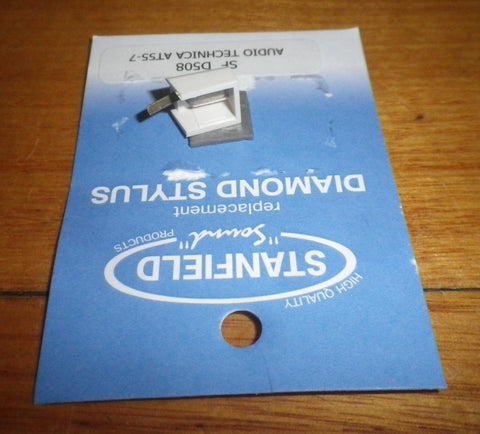 HIGH QUALITY
STANFIELD
"Sound"
PRODUCTS
replacement
DIAMOND STYLUS
SF D508
AUDIO TECHNICA AT55-7